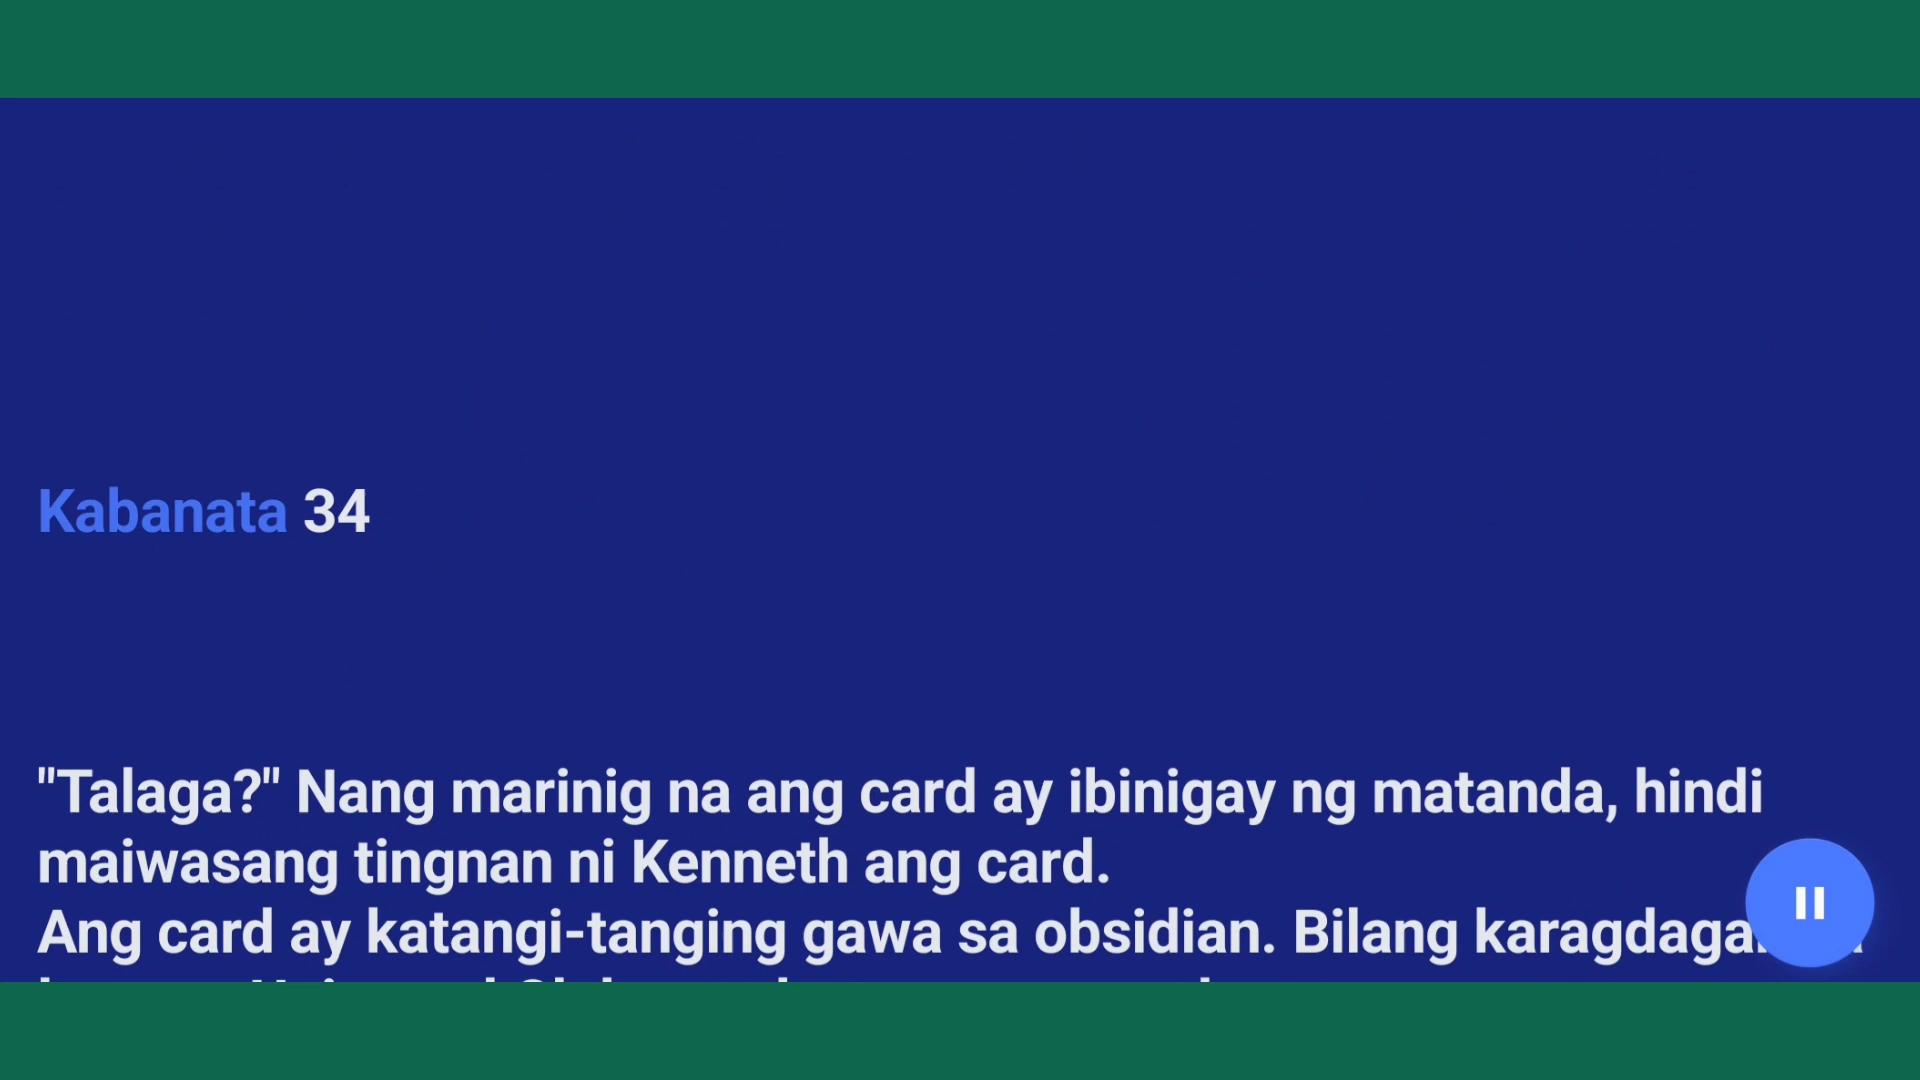 Kabanata 34
"Talaga?" Nang marinig na ang card ay ibinigay ng matanda, hindi
maiwasang tingnan ni Kenneth ang card.
Ang card ay katangi-tanging gawa sa obsidian. Bilang